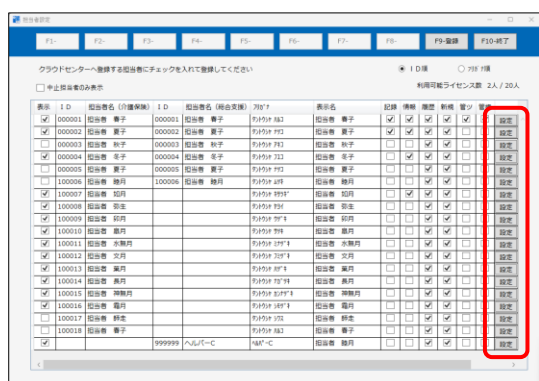 担当者設定
F1- F2- F3- F4- F5- F6- F7- F8- F9-登録 F10-終了
クラウドセンターへ登録する担当者にチェックを入れて登録してください
ＩＤ順 ﾌﾘｶﾞﾅ順
中止担当者のみ表示
利用可能ライセンス数 2人 / 20人
表示 ＩＤ 担当者名（介護保険） ＩＤ 担当者名（総合支援） ﾌﾘｶﾞﾅ 表示名 記録 情報 履歴 新規 管ツ
000001 担当者 春子 000001 担当者 春子 ﾀﾝﾄｳｼｬ ﾊﾙｺ 担当者 春子 設定
000002 担当者 夏子 000002 担当者 夏子 ﾀﾝﾄｳｼｬ ﾅﾂｺ 担当者 夏子 設定
000003 担当者 秋子 000003 担当者 秋子 ﾀﾝﾄｳｼｬ ｱｷｺ 担当者 秋子 設定
000004 担当者 冬子 000004 担当者 冬子 ﾀﾝﾄｳｼｬ ﾌﾕｺ 担当者 冬子 設定
000005 担当者 夏子 000005 担当者 夏子 ﾀﾝﾄｳｼｬ ﾅﾂｺ 担当者 夏子 設定
100006 担当者 睦月 100006 担当者 睦月 ﾀﾝﾄｳｼｬ ﾑﾂｷ 担当者 睦月 設定
100007 担当者 如月 ﾀﾝﾄｳｼｬ ｷｻﾗｷﾞ 担当者 如月 設定
100008 担当者 弥生 ﾀﾝﾄｳｼｬ ﾔﾖｲ 担当者 弥生 設定
100009 担当者 卯月 ﾀﾝﾄｳｼｬ ｳﾂﾞｷ 担当者 卯月 設定
100010 担当者 皐月 ﾀﾝﾄｳｼｬ ｻﾂｷ 担当者 皐月 設定
100011 担当者 水無月 ﾀﾝﾄｳｼｬ ﾐﾅﾂﾞｷ 担当者 水無月 設定
100012 担当者 文月 ﾀﾝﾄｳｼｬ ﾌﾐﾂﾞｷ 担当者 文月 設定
100013 担当者 葉月 ﾀﾝﾄｳｼｬ ﾊﾂﾞｷ 担当者 葉月 設定
100014 担当者 長月 ﾀﾝﾄｳｼｬ ﾅｶﾞﾂｷ 担当者 長月 設定
100015 担当者 神無月 ﾀﾝﾄｳｼｬ ｶﾝﾅﾂﾞｷ 担当者 神無月 設定
100016 担当者 霜月 ﾀﾝﾄｳｼｬ ｼﾓﾂﾞｷ 担当者 霜月 設定
100017 担当者 師走 ﾀﾝﾄｳｼｬ ｼﾜｽ 担当者 師走 設定
100018 担当者 春子 ﾀﾝﾄｳｼｬ ﾊﾙｺ 担当者 春子 設定
999999 ヘルパーC ﾍﾙﾊﾟｰC 担当者 睦月 設定